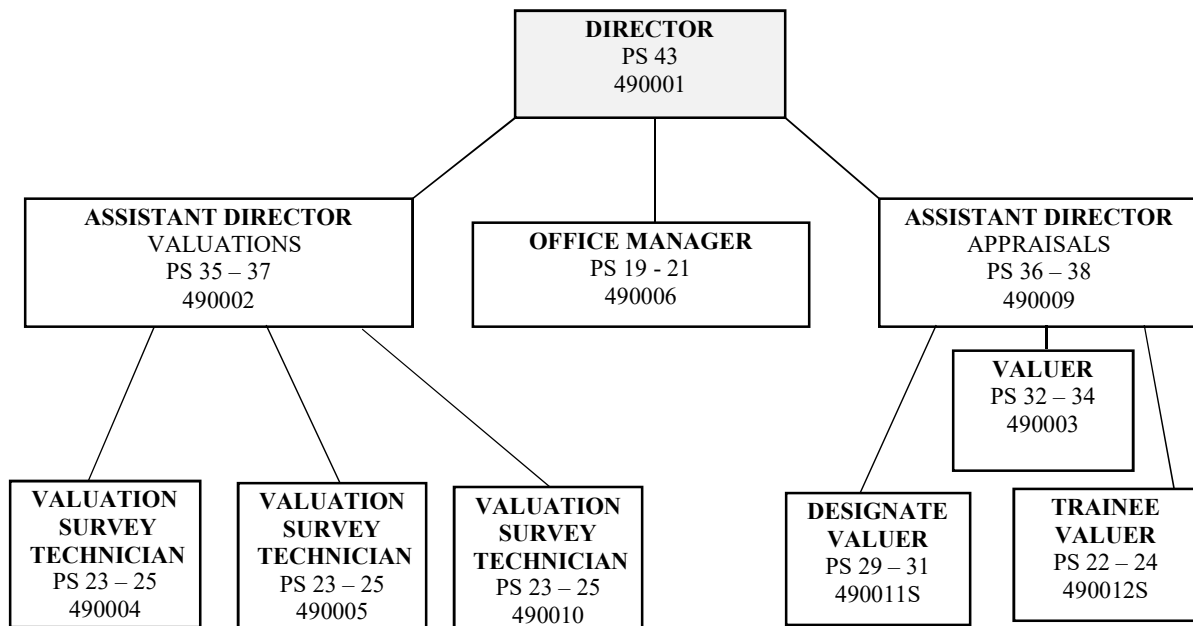 DIRECTOR
PS 43
490001
ASSISTANT DIRECTOR
VALUATIONS
PS 35 – 37
490002
OFFICE MANAGER
PS 19 - 21
490006
ASSISTANT DIRECTOR
APPRAISALS
PS 36 – 38
490009
VALUER
PS 32 – 34
490003
VALUATION
SURVEY
TECHNICIAN
PS 23 – 25
490004
VALUATION
SURVEY
TECHNICIAN
PS 23 – 25
490005
VALUATION
SURVEY
TECHNICIAN
PS 23 – 25
490010
DESIGNATE
VALUER
PS 29 – 31
490011S
TRAINEE
VALUER
PS 22 – 24
490012S